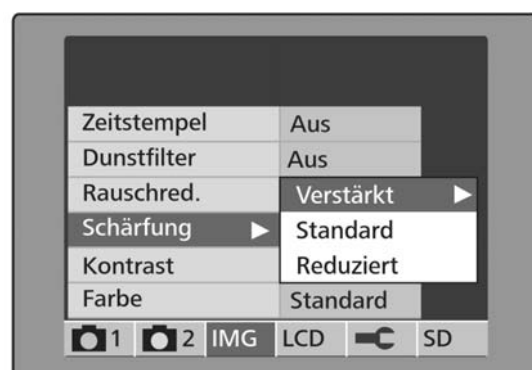 Zeitstempel Aus
Dunstfilter Aus
Rauschred. Verstärkt
Schärfung Standard
Kontrast Reduziert
Farbe Standard
1 2 IMG LCD SD